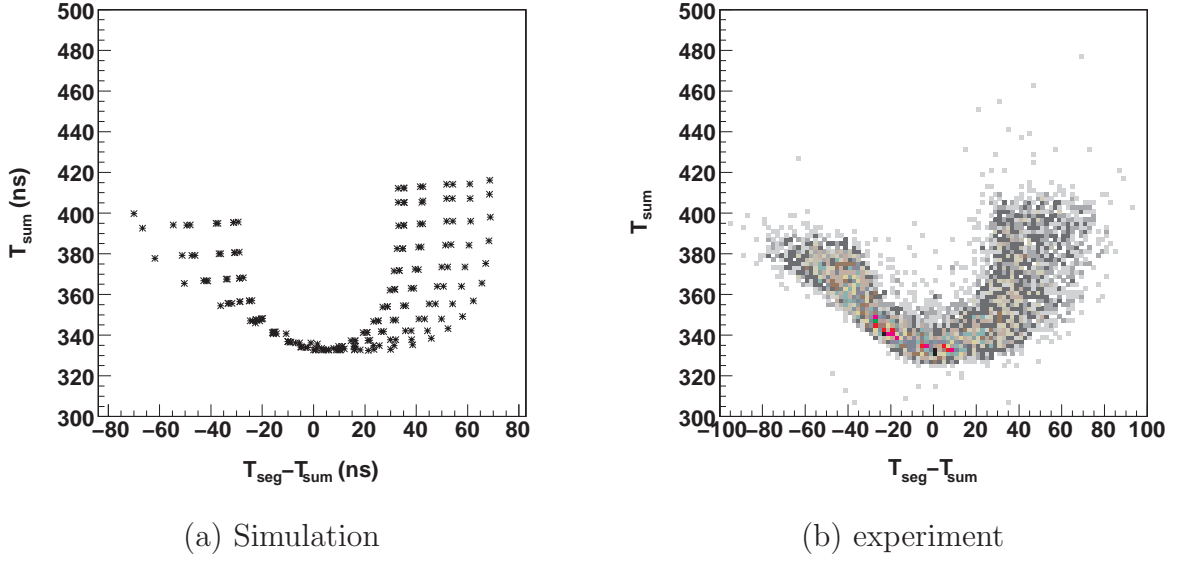 500
480
460
440
420
400
380
360
340
320
300
T_sum (ns)
−80 −60 −40 −20 0 20 40 60 80
T_seg−T_sum (ns)
(a) Simulation
500
480
460
440
420
400
380
360
340
320
300
T_sum
−100 −80 −60 −40 −20 0 20 40 60 80 100
T_seg−T_sum
(b) experiment